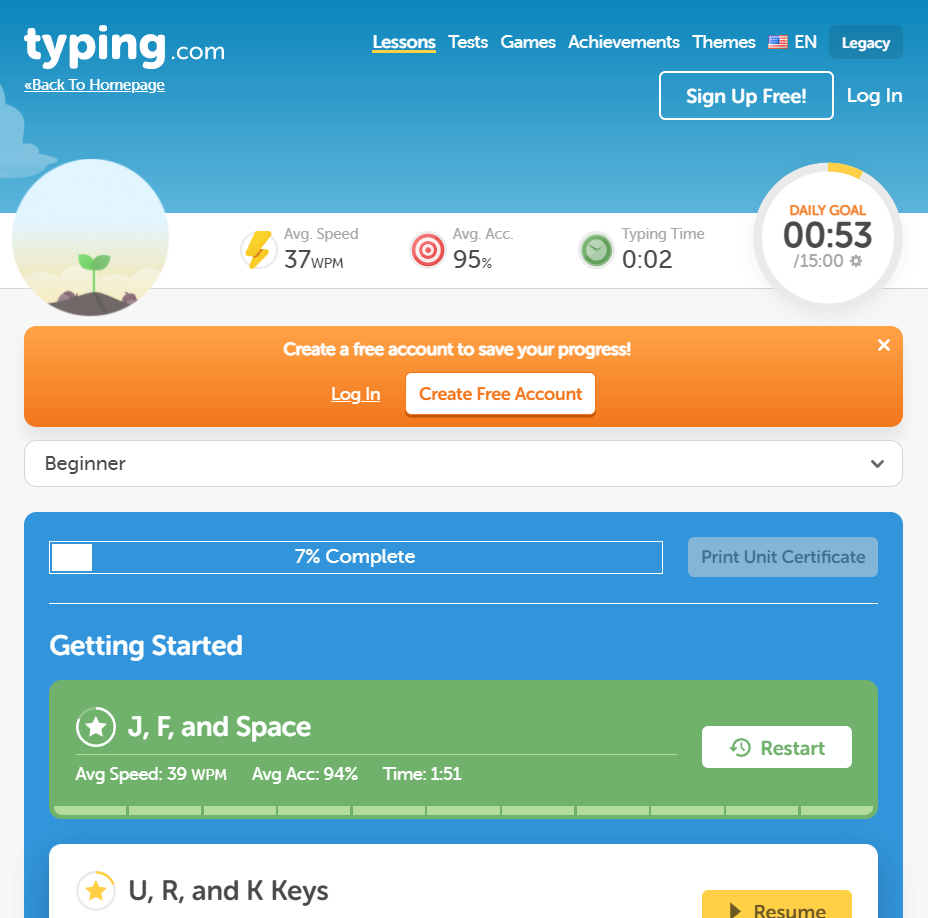 typing.com
«Back To Homepage
Lessons Tests Games Achievements Themes EN Legacy
Sign Up Free! Log In
Avg. Speed
37WPM
Avg. Acc.
95%
Typing Time
0:02
DAILY GOAL
00:53
/15:00
Create a free account to save your progress!
Log In Create Free Account
Beginner
7% Complete
Print Unit Certificate
Getting Started
J, F, and Space
Avg Speed: 39 WPM Avg Acc: 94% Time: 1:51
Restart
U, R, and K Keys
Resume